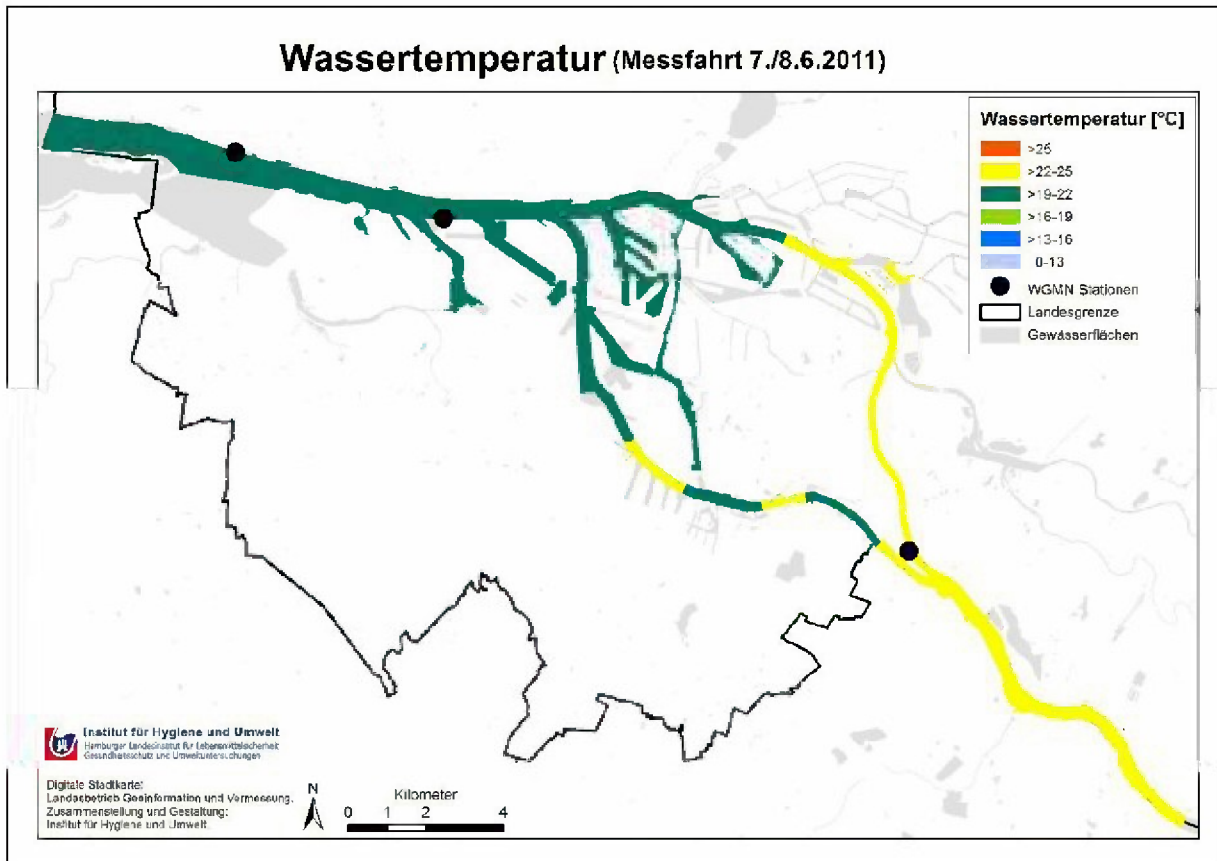 Wassertemperatur (Messfahrt 7./8.6.2011)
Wassertemperatur [°C]
>25
>22-25
>19-22
>16-19
>13-16
0-13
WGMN Stationen
Landesgrenze
Gewässerflächen
Institut für Hygiene und Umwelt
Hamburger Landesinstitut für Lebensmittelsicherheit
Gesundheitsschutz und Umweltuntersuchungen
Digitale Stadtkarte:
Landesbetrieb Geoinformation und Vermessung.
Zusammenstellung und Gestaltung:
Institut für Hygiene und Umwelt.
N
Kilometer
0 1 2 4